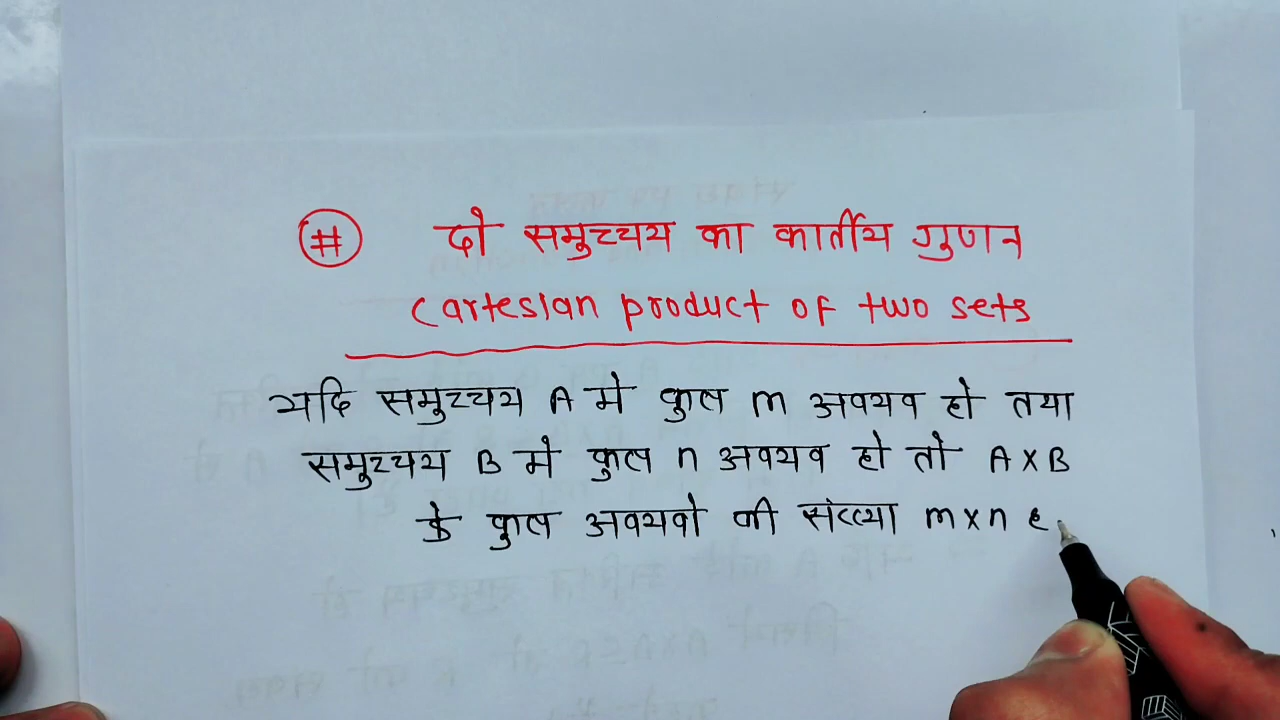 # दो समुच्चय का कार्तीय गुणन
Cartesian product of two sets
यदि समुच्चय A मे कुल m अवयव हो तथा
समुच्चय B मे कुल n अवयव हो तो A×B
के कुल अवयवो की संख्या m×n